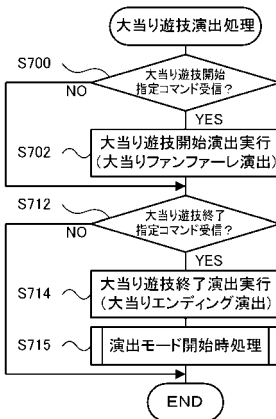 大当り遊技演出処理
S700
大当り遊技開始
指定コマンド受信？
NO
YES
S702
大当り遊技開始演出実行
(大当りファンファーレ演出)
S712
大当り遊技終了
指定コマンド受信？
NO
YES
S714
大当り遊技終了演出実行
(大当りエンディング演出)
S715
演出モード開始時処理
END